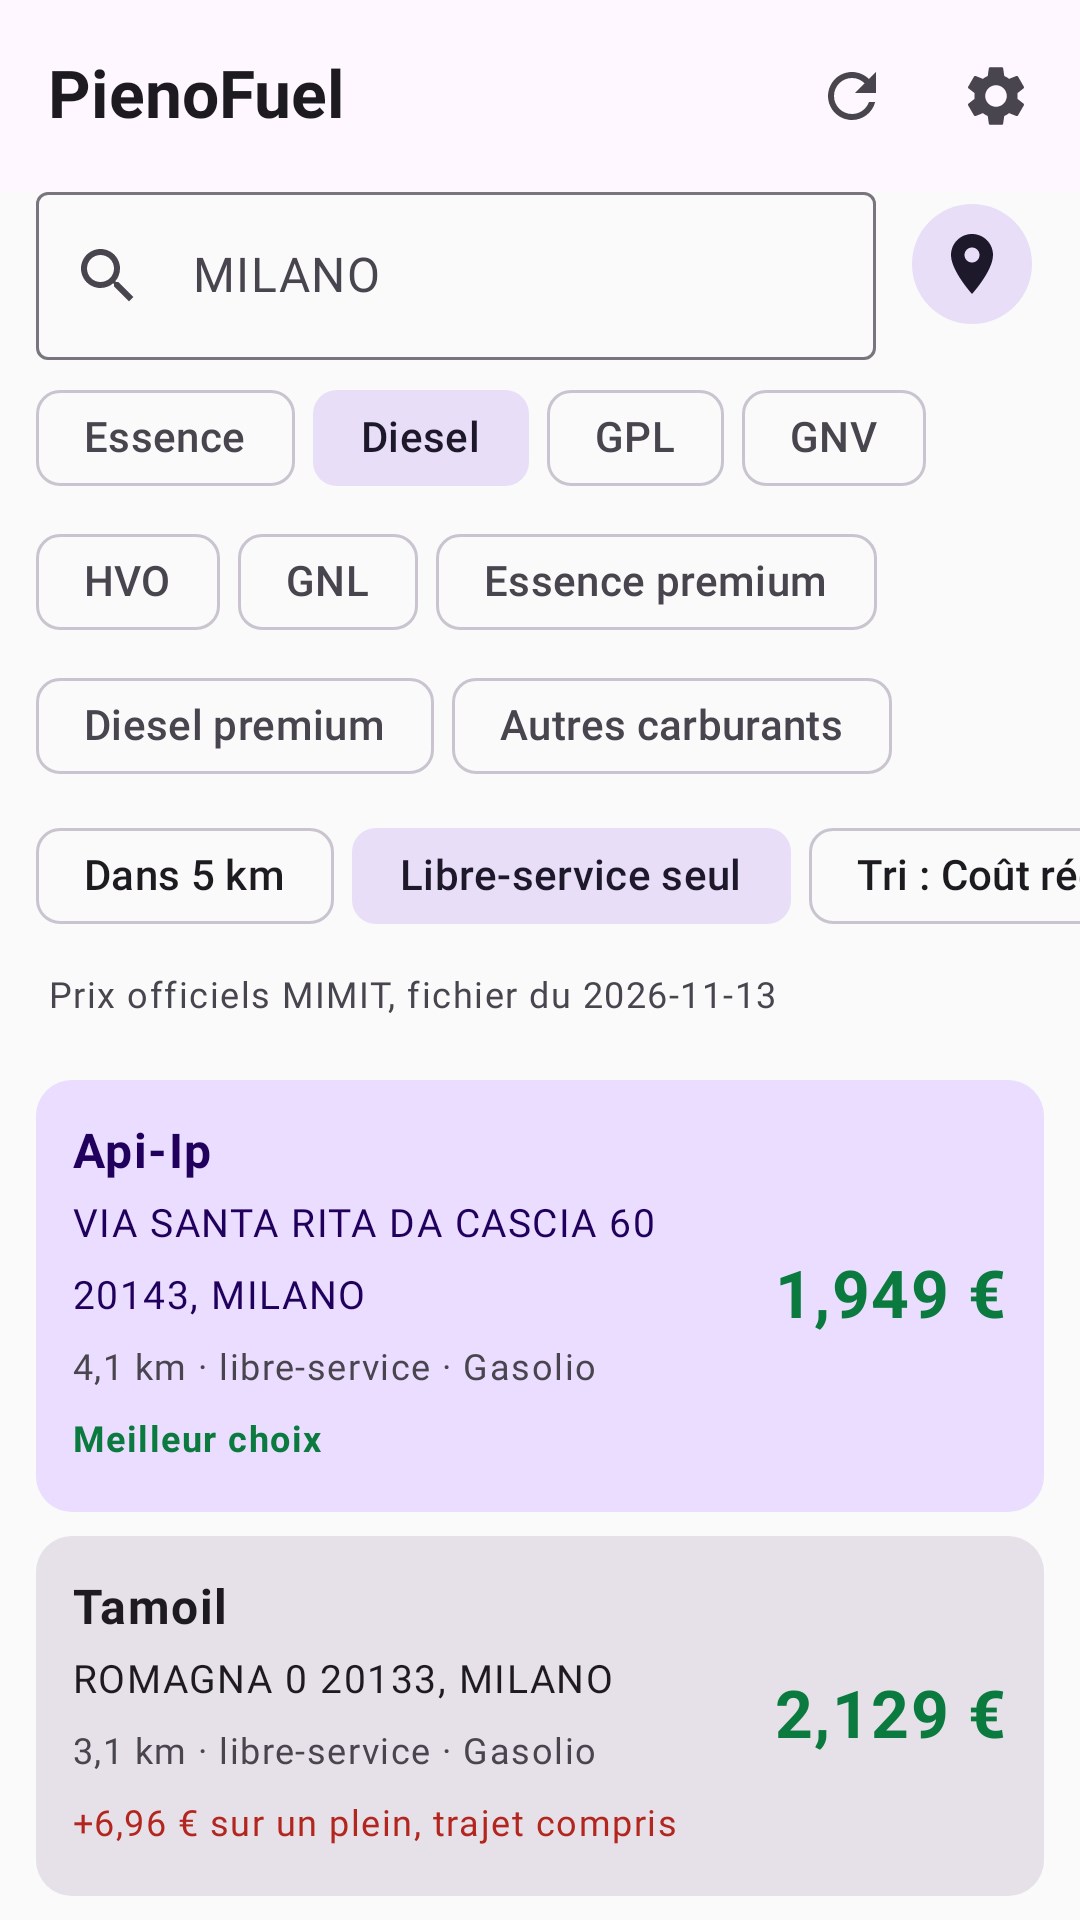 PienoFuel
MILANO
Essence Diesel GPL GNV
HVO GNL Essence premium
Diesel premium Autres carburants
Dans 5 km Libre-service seul Tri : Coût ré
Prix officiels MIMIT, fichier du 2026-11-13
Api-Ip
VIA SANTA RITA DA CASCIA 60
20143, MILANO
1,949 €
4,1 km · libre-service · Gasolio
Meilleur choix
Tamoil
ROMAGNA 0 20133, MILANO
2,129 €
3,1 km · libre-service · Gasolio
+6,96 € sur un plein, trajet compris